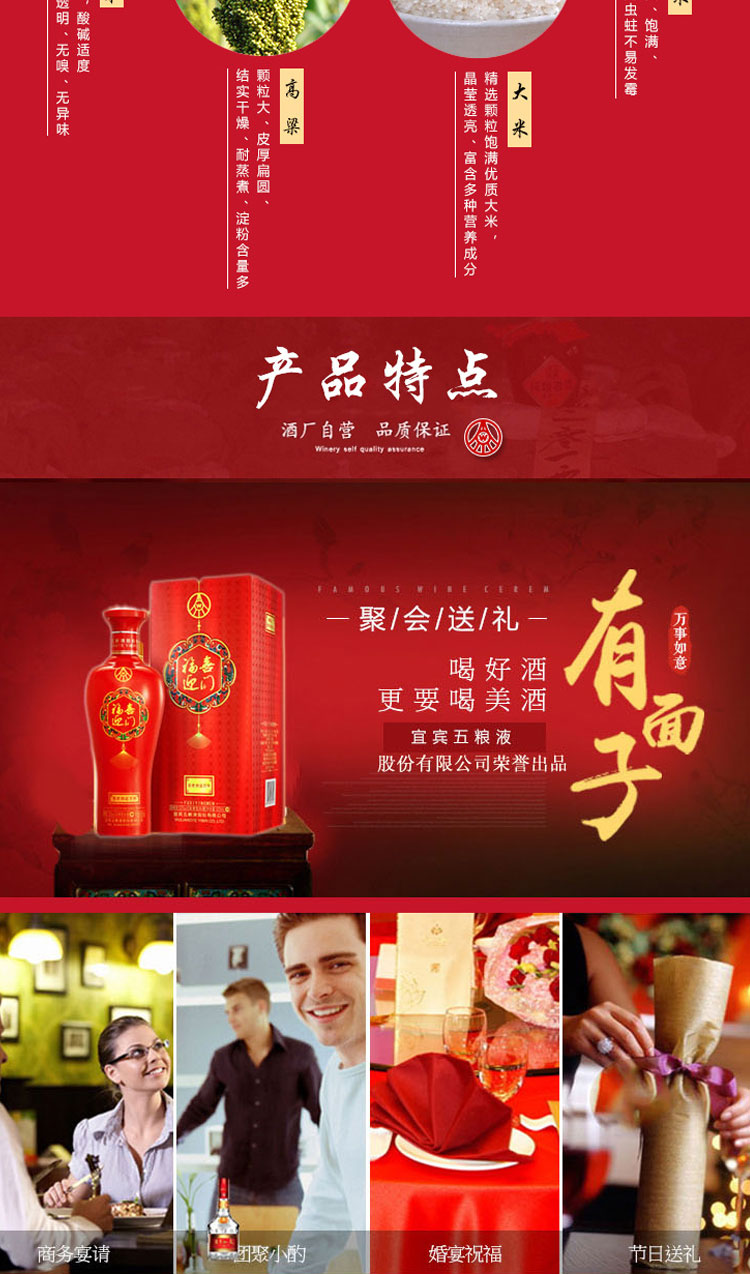 酸碱适度
透明、无嗅、无异味
高粱
颗粒大、皮厚扁圆、
结实干燥、耐蒸煮、淀粉含量多
大米
精选颗粒饱满优质大米，
晶莹透亮、富含多种营养成分
、饱满、
虫蛀不易发霉
产品特点
酒厂自营 品质保证
Winery self quality assurance
FAMOUS WINE CEREM
聚/会/送/礼
喝好酒
更要喝美酒
宜宾五粮液
股份有限公司荣誉出品
有面子
万事如意
福喜迎门
福喜迎门
商务宴请
团聚小酌
婚宴祝福
节日送礼